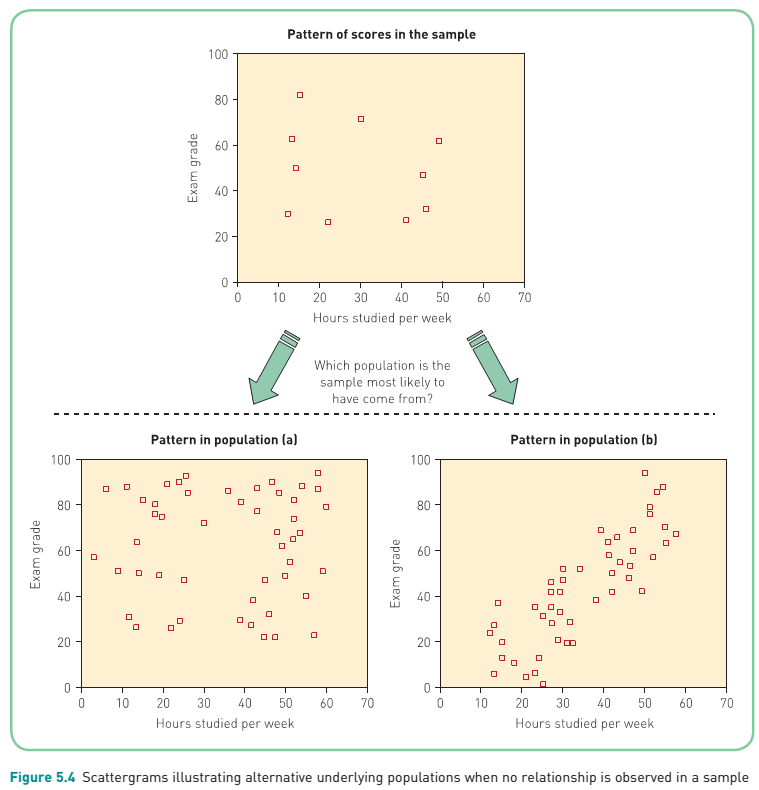 Pattern of scores in the sample
100
80
60
40
20
0
Exam grade
0 10 20 30 40 50 60 70
Hours studied per week
Which population is the
sample most likely to
have come from?
Pattern in population (a)
100
80
60
40
20
0
Exam grade
0 10 20 30 40 50 60 70
Hours studied per week
Pattern in population (b)
100
80
60
40
20
0
Exam grade
0 10 20 30 40 50 60 70
Hours studied per week
Figure 5.4 Scattergrams illustrating alternative underlying populations when no relationship is observed in a sample